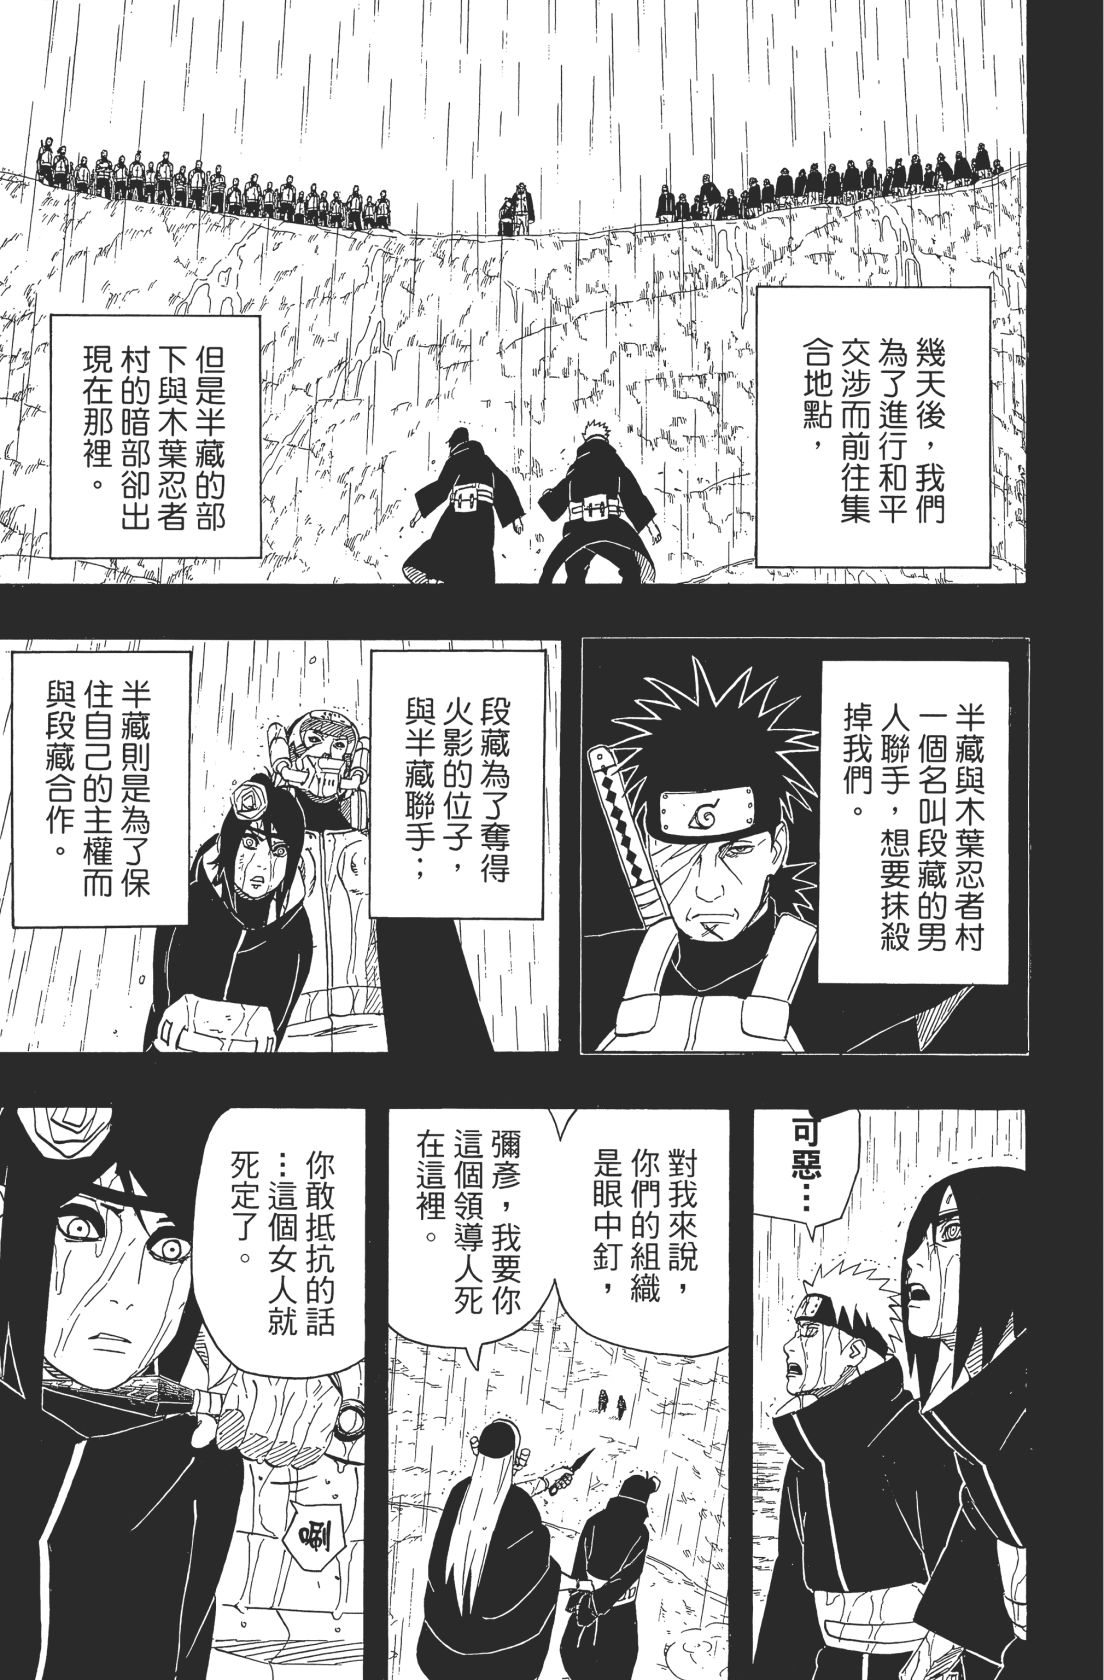 幾天後，我們
為了進行和平
交涉而前往集
合地點，
但是半藏的部
下與木葉忍者
村的暗部卻出
現在那裡。
半藏與木葉忍者村
一個名叫段藏的男
人聯手，想要抹殺
掉我們。
段藏為了奪得
火影的位子，
與半藏聯手；
半藏則是為了保
住自己的主權而
與段藏合作。
可惡…
對我來說，
你們的組織
是眼中釘，
彌彥，我要你
這個領導人死
在這裡。
你敢抵抗的話
…這個女人就
死定了。
唰